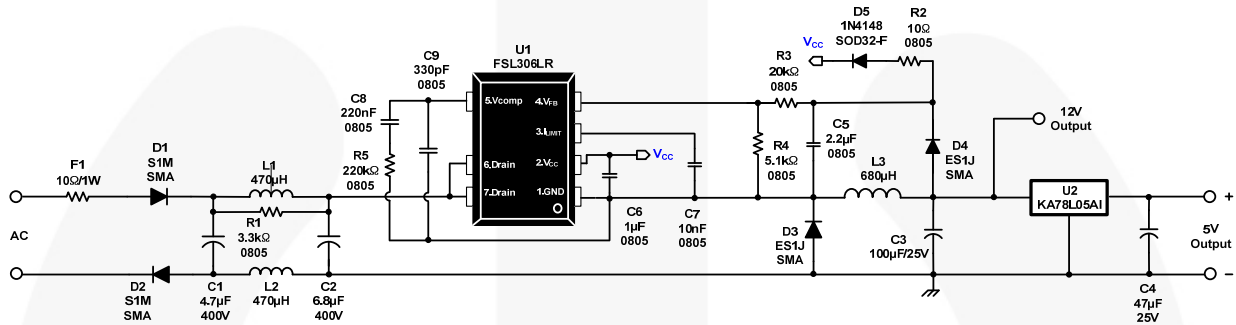 F1
10Ω/1W
D1
S1M
SMA
AC
D2
S1M
SMA
L1
470µH
R1
3.3kΩ
0805
C1
4.7µF
400V
L2
470µH
C2
6.8µF
400V
C8
220nF
0805
R5
220kΩ
0805
C9
330pF
0805
U1
FSL306LR
5.Vcomp
4.VFB
3.ILIMIT
6.Drain
2.VCC
7.Drain
1.GND
VCC
C6
1µF
0805
C7
10nF
0805
R3
20kΩ
0805
R4
5.1kΩ
0805
C5
2.2µF
0805
VCC
D5
1N4148
SOD32-F
R2
10Ω
0805
D4
ES1J
SMA
L3
680µH
D3
ES1J
SMA
C3
100µF/25V
12V
Output
U2
KA78L05AI
C4
47µF
25V
+
5V
Output
-